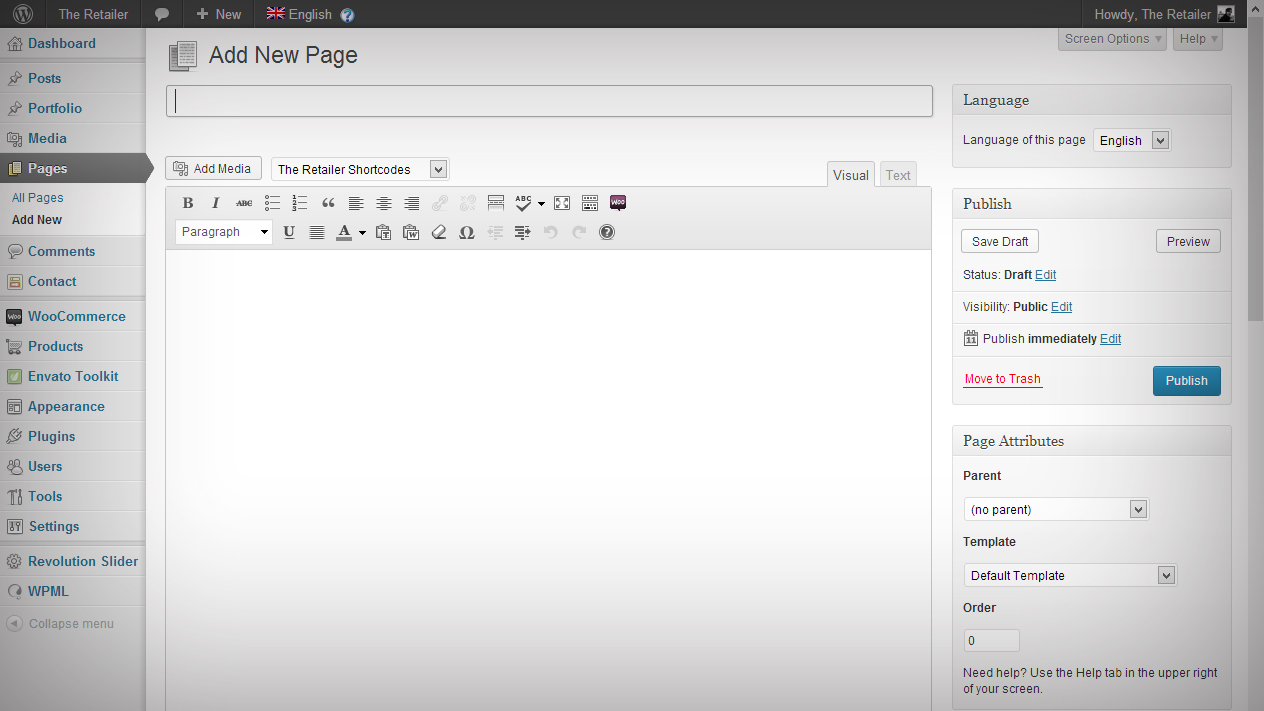 The Retailer
New
English
Howdy, The Retailer
Dashboard
Posts
Portfolio
Media
Pages
All Pages
Add New
Comments
Contact
WooCommerce
Products
Envato Toolkit
Appearance
Plugins
Users
Tools
Settings
Revolution Slider
WPML
Collapse menu
Screen Options
Help
Add New Page
Add Media
The Retailer Shortcodes
Visual
Text
B
I
ABC
ABC
Woo
Paragraph
U
A
T
W
Ω
?
Language
Language of this page
English
Publish
Save Draft
Preview
Status: Draft Edit
Visibility: Public Edit
11
Publish immediately Edit
Move to Trash
Publish
Page Attributes
Parent
(no parent)
Template
Default Template
Order
0
Need help? Use the Help tab in the upper right
of your screen.